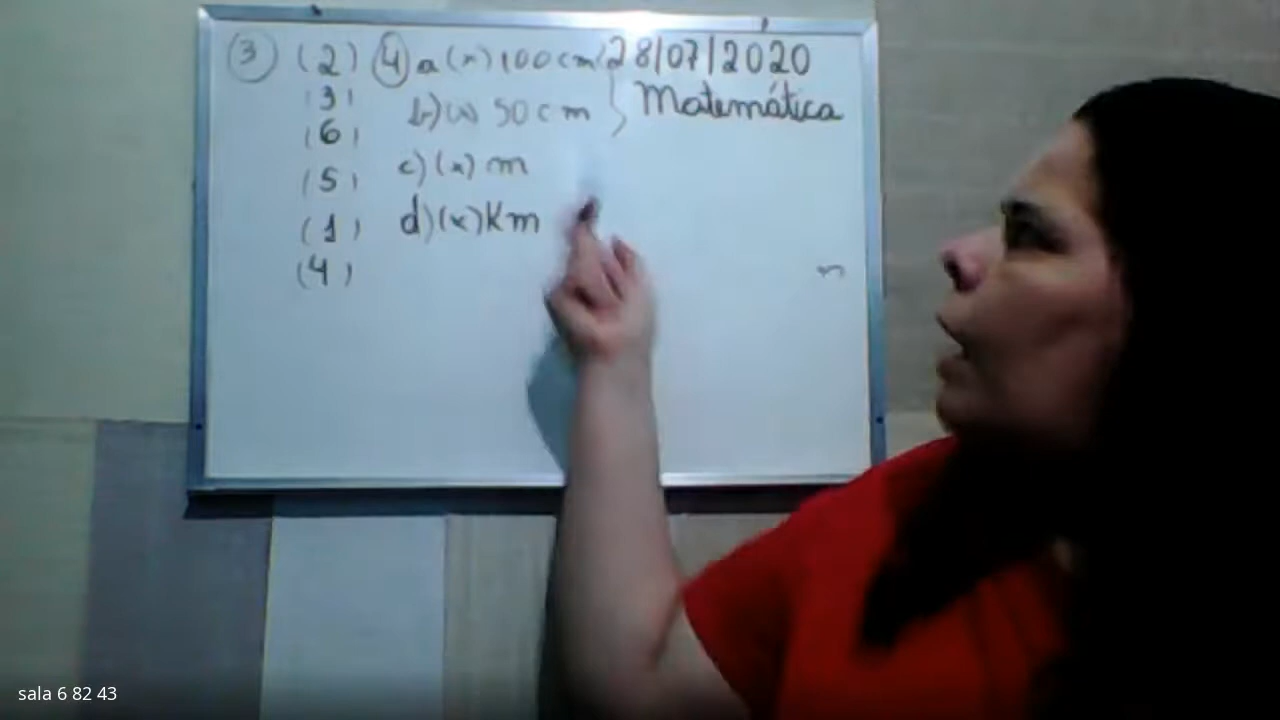 3 (2) 4 a (x) 100 cm 28/07/2020
(3) b) (x) 50 cm } Matemática
(6)
(5) c) (x) m
(1) d) (x) Km
(4)
sala 6 82 43